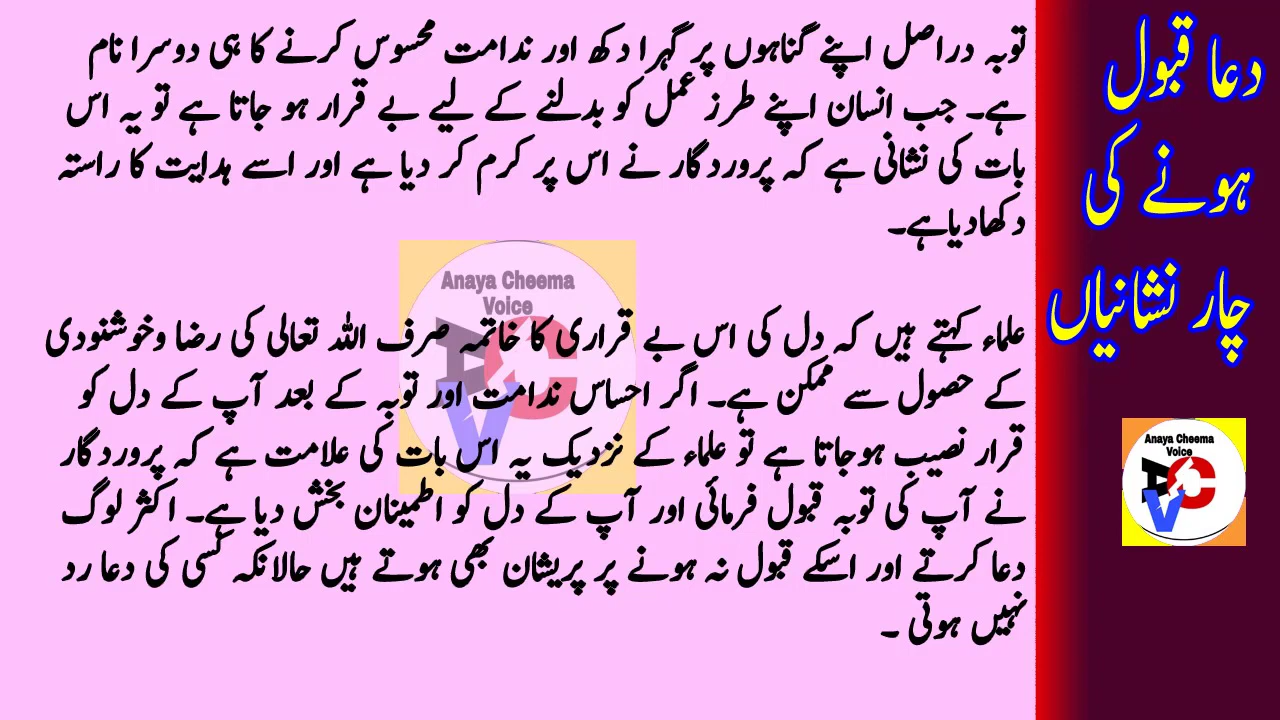 دعا قبول
ہونے کی
چار نشانیاں
توبہ دراصل اپنے گناہوں پر گہرا دکھ اور ندامت محسوس کرنے کا ہی دوسرا نام
ہے۔ جب انسان اپنے طرز عمل کو بدلنے کے لیے بے قرار ہو جاتا ہے تو یہ اس
بات کی نشانی ہے کہ پروردگار نے اس پر کرم کر دیا ہے اور اسے ہدایت کا راستہ
دکھادیا ہے۔
علماء کہتے ہیں کہ دل کی اس بے قراری کا خاتمہ صرف اللہ تعالی کی رضا وخوشنودی
کے حصول سے ممکن ہے۔ اگر احساس ندامت اور توبہ کے بعد آپ کے دل کو
قرار نصیب ہوجاتا ہے تو علماء کے نزدیک یہ اس بات کی علامت ہے کہ پروردگار
نے آپ کی توبہ قبول فرمائی اور آپ کے دل کو اطمینان بخش دیا ہے۔ اکثر لوگ
دعا کرتے اور اسکے قبول نہ ہونے پر پریشان بھی ہوتے ہیں حالانکہ کسی کی دعا رد
نہیں ہوتی ۔
Anaya Cheema
Voice
AVC
Anaya Cheema
Voice
AVC